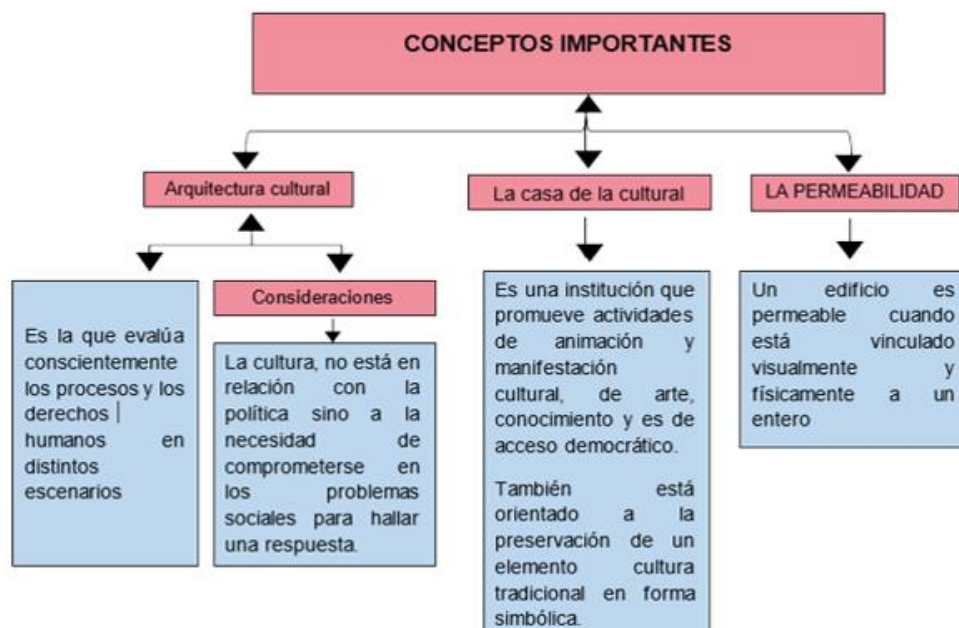 CONCEPTOS IMPORTANTES
Arquitectura cultural
La casa de la cultural
LA PERMEABILIDAD
Es la que evalúa
conscientemente
los procesos y los
derechos
humanos en
distintos
escenarios
Consideraciones
La cultura, no está en
relación con la
política sino a la
necesidad de
comprometerse en
los problemas
sociales para hallar
una respuesta.
Es una institución que
promueve actividades
de animación y
manifestación
cultural, de arte,
conocimiento y es de
acceso democrático.
También está
orientado a la
preservación de un
elemento cultura
tradicional en forma
simbólica.
Un edificio es
permeable cuando
está vinculado
visualmente y
físicamente a un
entero